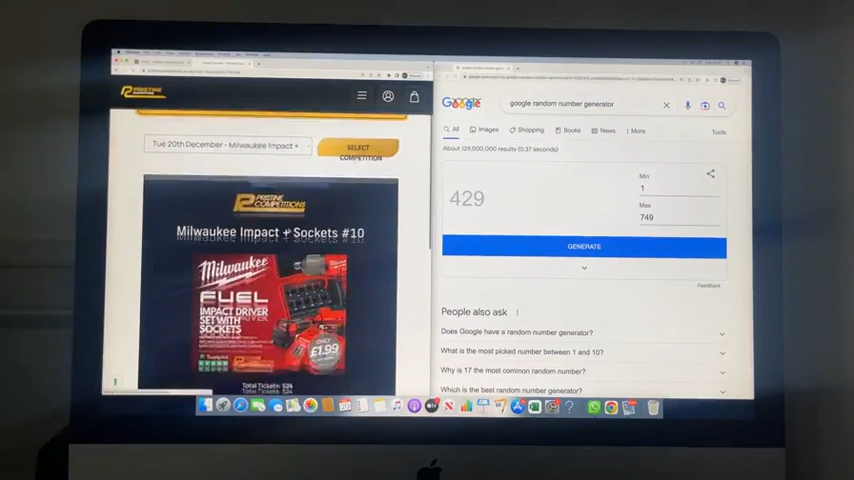 PRISTINE
COMPETITIONS
Tue 20th December - Milwaukee Impact +
SELECT
COMPETITION
PRISTINE
COMPETITIONS
Milwaukee Impact + Sockets #10
Milwaukee
FUEL
IMPACT DRIVER
SET WITH
SOCKETS
ONLY
£1.99
Trustpilot
Total Tickets: 524
Google
google random number generator
All
Images
Shopping
Books
News
More
Tools
About 129,000,000 results (0.37 seconds)
429
Min
1
Max
749
GENERATE
Feedback
People also ask
Does Google have a random number generator?
What is the most picked number between 1 and 10?
Why is 17 the most common random number?
Which is the best random number generator?